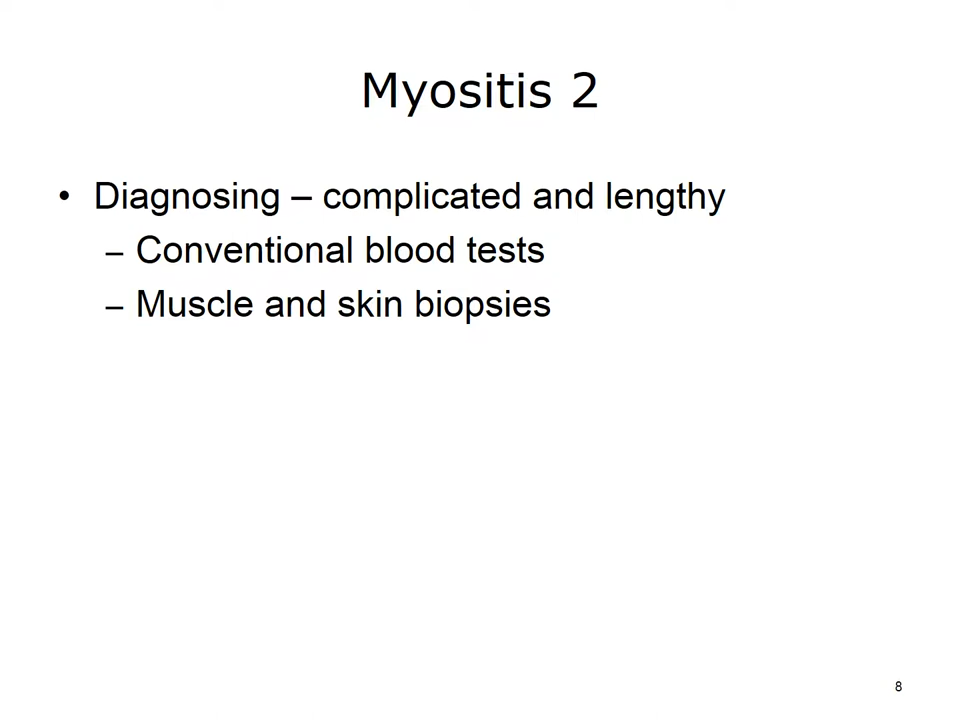 Myositis 2
• Diagnosing – complicated and lengthy
– Conventional blood tests
– Muscle and skin biopsies
8